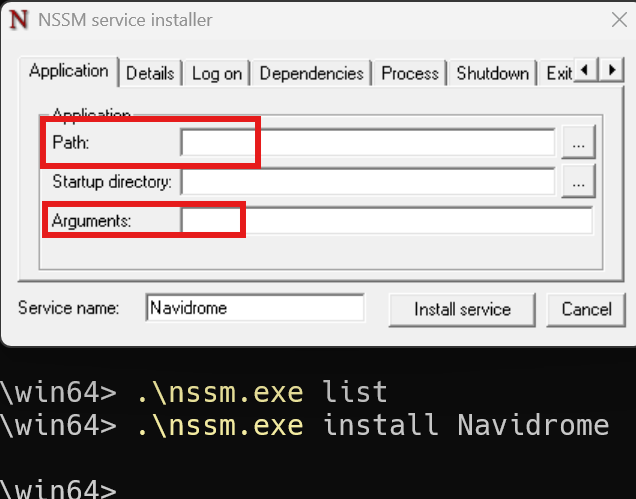 N NSSM service installer
Application Details Log on Dependencies Process Shutdown Exit
Application
Path:
...
Startup directory:
...
Arguments:
Service name: Navidrome Install service Cancel
\win64> .\nssm.exe list
\win64> .\nssm.exe install Navidrome
\win64>